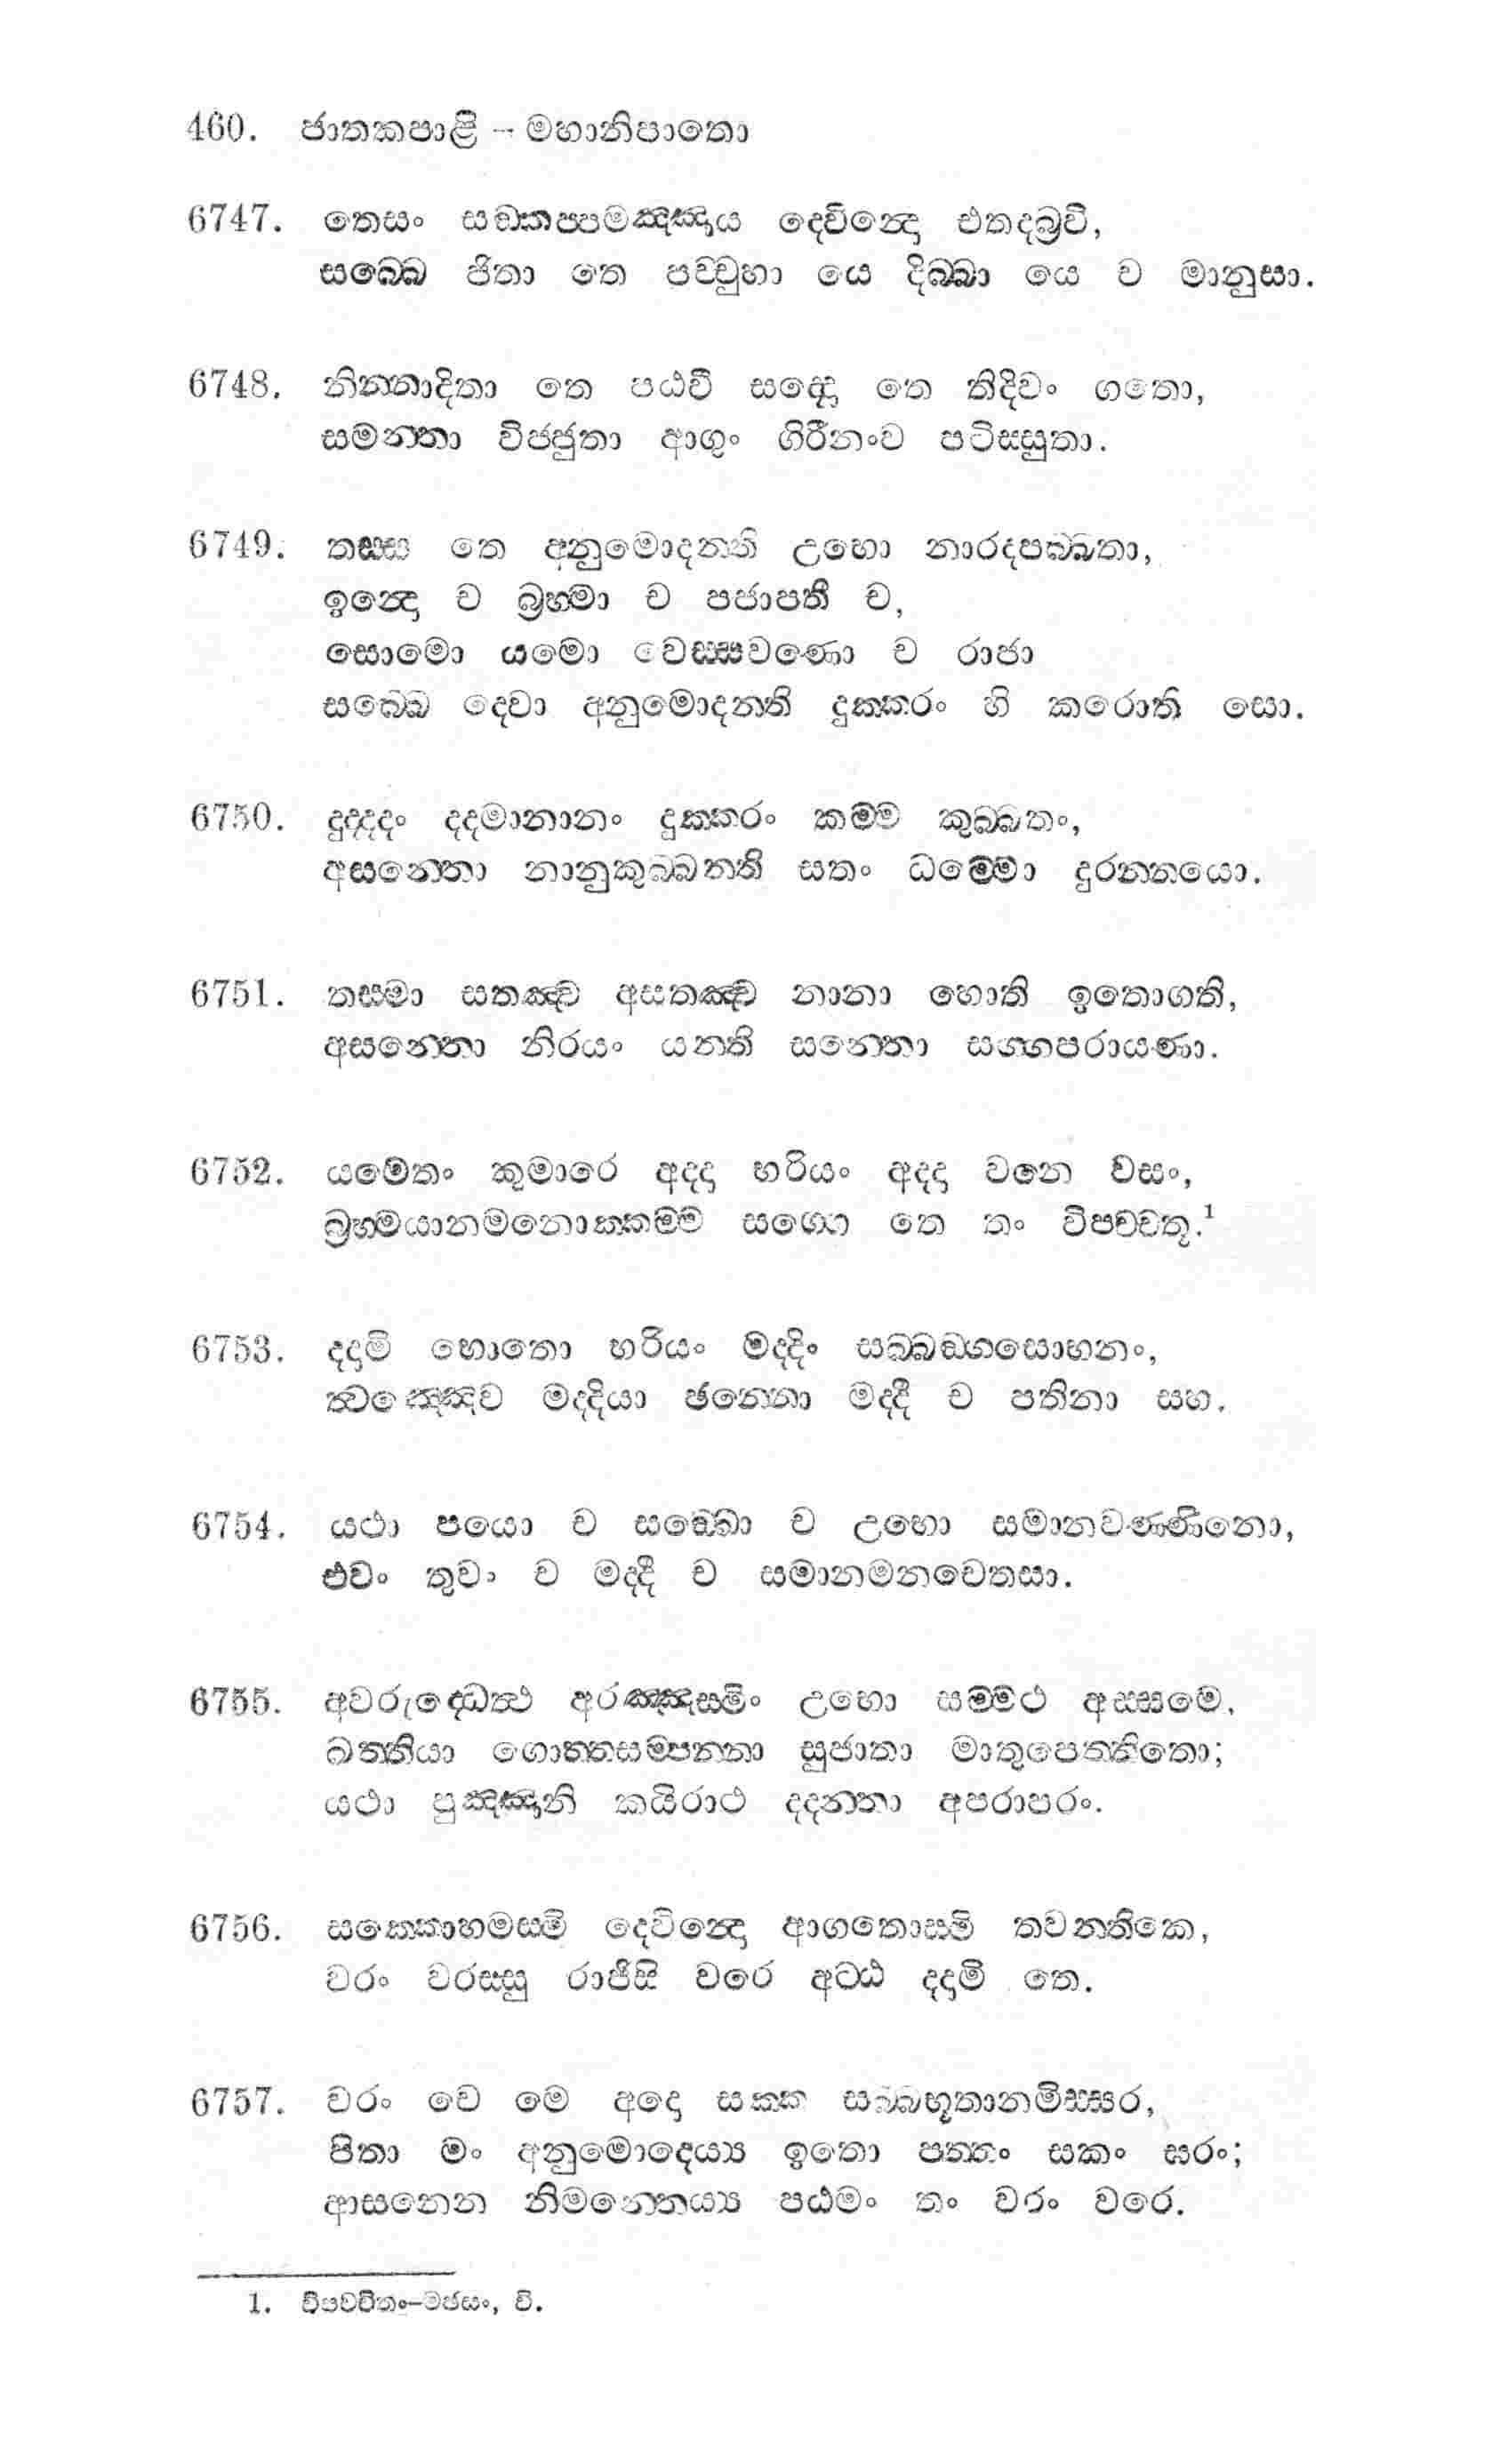 460. ජාතකපාළි - මහානිපාතො
6747. තෙසං සඞ්කප්පමඤ්ඤාය දෙවින්දො එතදබ්‍රවි,
සබ්බෙ ජිතා තෙ පච්චුහා යෙ දිබ්බා යෙ ච මානුසා.
6748. නින්නාදිතා තෙ පඨවී සද්දො තෙ තිදිවං ගතො,
සමන්තා විජ්ජුතා ආගුං ගිරීනංව පටිස්සුතා.
6749. තස්ස තෙ අනුමොදන්ති උභො නාරදපබ්බතා,
ඉන්දො ච බ්‍රහ්මා ච පජාපතී ච,
සොමො යමො වෙස්සවණො ච රාජා
සබ්බෙ දෙවා අනුමොදන්ති දුක්කරං හි කරොති සො.
6750. දුද්දදං දදමානානං දුක්කරං කම්ම කුබ්බතං,
අසන්තො නානුකුබ්බන්ති සතං ධම්මො දුරන්නයො.
6751. තස්මා සතඤ්ච අසතඤ්ච නානා හොති ඉතොගති,
අසන්තො නිරයං යන්ති සන්තො සග්ගපරායණා.
6752. යමේතං කුමාරෙ අදදා භරියං අදදා වනෙ වසං,
බ්‍රහ්මයානමනොක්කම්ම සග්ගෙ තෙ තං විපච්චතූ.1
6753. දදාමි භොතො භරියං මද්දිං සබ්බඞ්ගසොභනං,
ත්වඤ්ඤෙව මද්දියා ඡන්නො මද්දී ච පතිනා සහ.
6754. යථා පයො ච සඞ්ඛො ච උභො සමානවණ්ණිනො,
එවං තුවං ච මද්දී ච සමානමනචෙතසා.
6755. අවරුද්ධෙත්ථ අරඤ්ඤස්මිං උභො සම්මථ අස්සමෙ,
ඛත්තියා ගොත්තසම්පන්නා සුජාතා මාතුපෙත්තිතො;
යථා පුඤ්ඤානි කයිරාථ දදන්තා අපරාපරං.
6756. සක්කොහමස්මි දෙවින්දො ආගතොස්මි තවන්තිකෙ,
වරං වරස්සු රාජිසි වරෙ අට්ඨ දදාමි තෙ.
6757. වරං චෙ මෙ අදො සක්ක සබ්බභූතානමිස්සර,
පිතා මං අනුමොදෙය්‍ය ඉතො පත්තං සකං ඝරං;
ආසනෙන නිමන්තෙය්‍ය පඨමං තං වරං වරෙ.
1. විපච්චිතං-මජසං, වි.